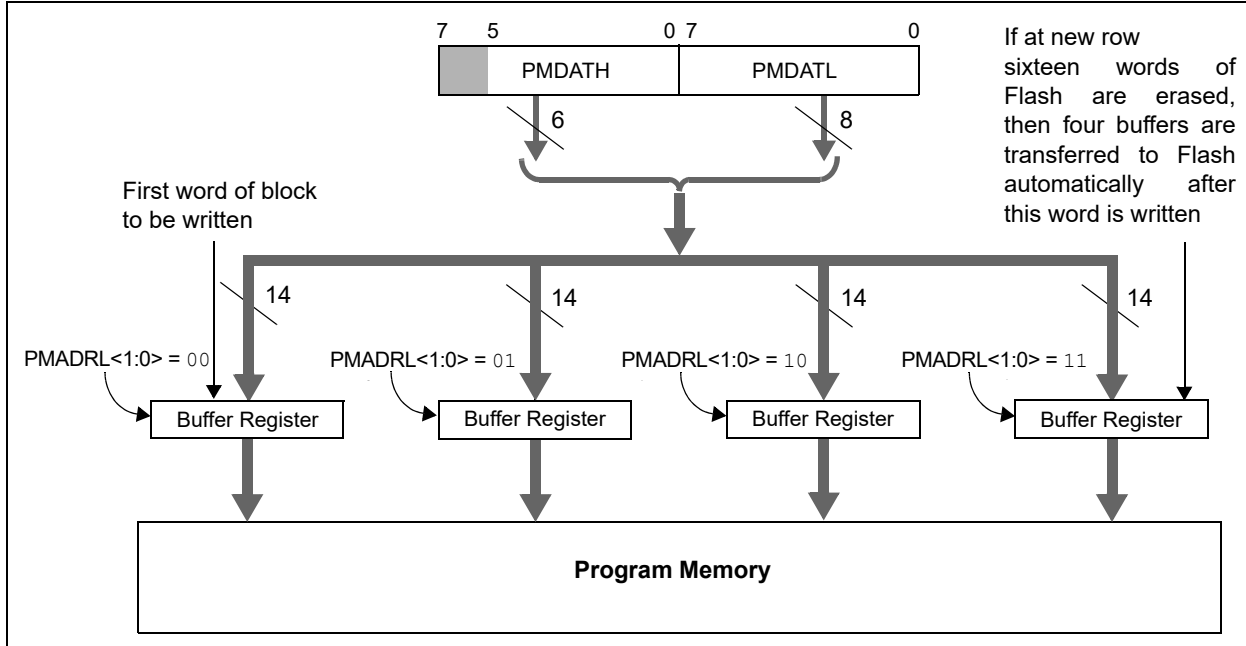 7 5 0 7 0
PMDATH PMDATL
If at new row
sixteen words of
Flash are erased,
then four buffers are
transferred to Flash
automatically after
this word is written
6 8
First word of block
to be written
14 14 14 14
PMADRL<1:0> = 00 PMADRL<1:0> = 01 PMADRL<1:0> = 10 PMADRL<1:0> = 11
Buffer Register Buffer Register Buffer Register Buffer Register
Program Memory